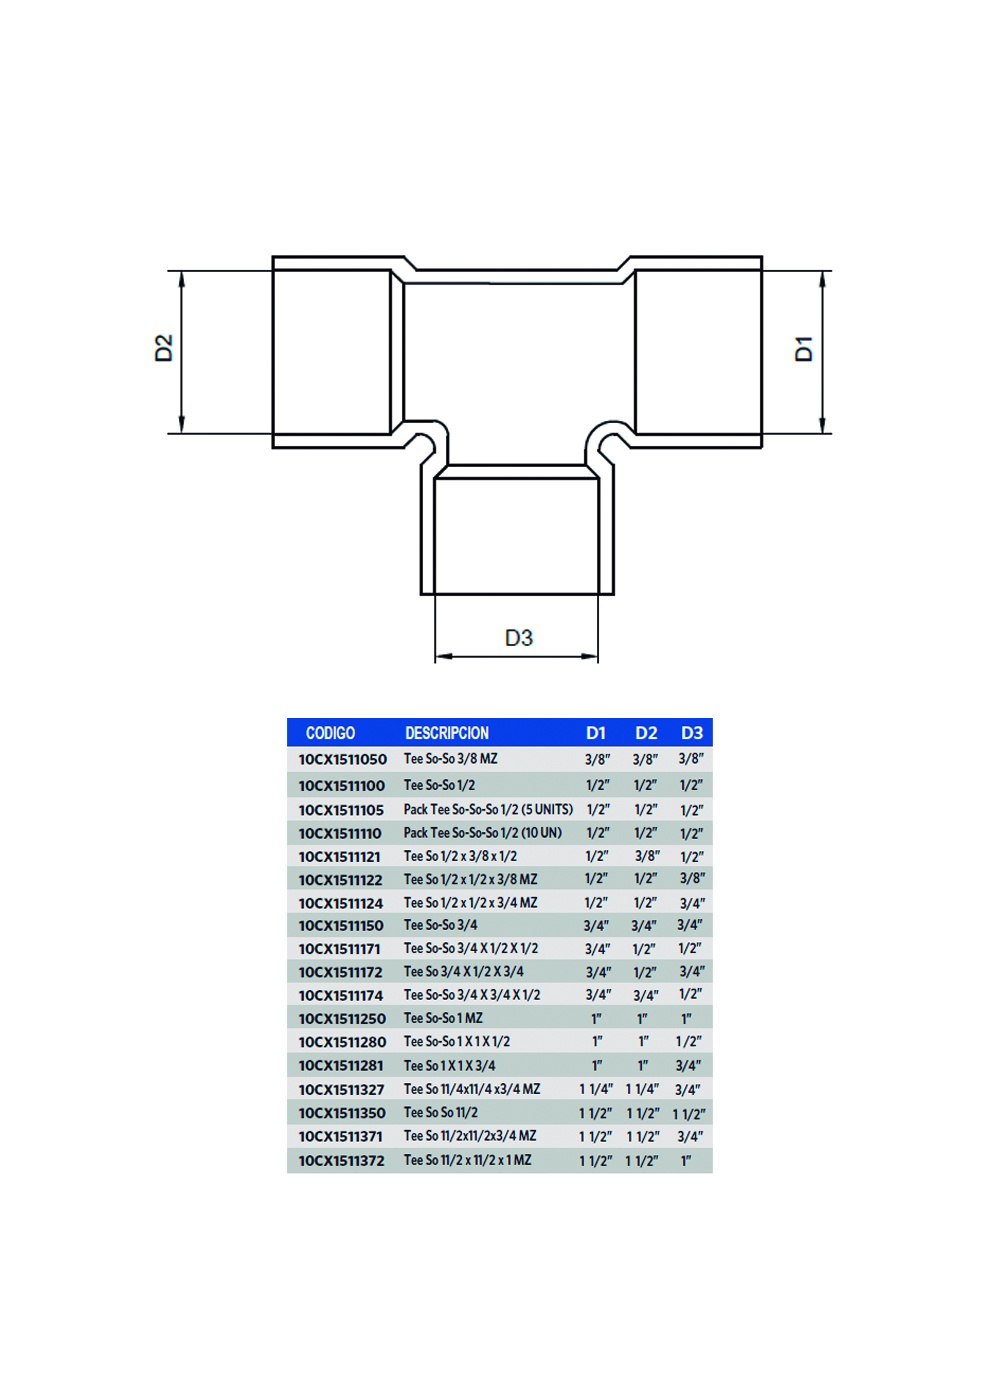 D2
D1
D3
CODIGO DESCRIPCION D1 D2 D3
10CX1511050 Tee So-So 3/8 MZ 3/8" 3/8" 3/8"
10CX1511100 Tee So-So 1/2 1/2" 1/2" 1/2"
10CX1511105 Pack Tee So-So-So 1/2 (5 UNITS) 1/2" 1/2" 1/2"
10CX1511110 Pack Tee So-So-So 1/2 (10 UN) 1/2" 1/2" 1/2"
10CX1511121 Tee So 1/2 x 3/8 x 1/2 1/2" 3/8" 1/2"
10CX1511122 Tee So 1/2 x 1/2 x 3/8 MZ 1/2" 1/2" 3/8"
10CX1511124 Tee So 1/2 x 1/2 x 3/4 MZ 1/2" 1/2" 3/4"
10CX1511150 Tee So-So 3/4 3/4" 3/4" 3/4"
10CX1511171 Tee So-So 3/4 X 1/2 X 1/2 3/4" 1/2" 1/2"
10CX1511172 Tee So 3/4 X 1/2 X 3/4 3/4" 1/2" 3/4"
10CX1511174 Tee So-So 3/4 X 3/4 X 1/2 3/4" 3/4" 1/2"
10CX1511250 Tee So-So 1 MZ 1" 1" 1"
10CX1511280 Tee So-So 1 X 1 X 1/2 1" 1" 1/2"
10CX1511281 Tee So 1 X 1 X 3/4 1" 1" 3/4"
10CX1511327 Tee So 11/4x11/4 x3/4 MZ 1 1/4" 1 1/4" 3/4"
10CX1511350 Tee So So 11/2 1 1/2" 1 1/2" 1 1/2"
10CX1511371 Tee So 11/2x11/2x3/4 MZ 1 1/2" 1 1/2" 3/4"
10CX1511372 Tee So 11/2 x 11/2 x 1 MZ 1 1/2" 1 1/2" 1"